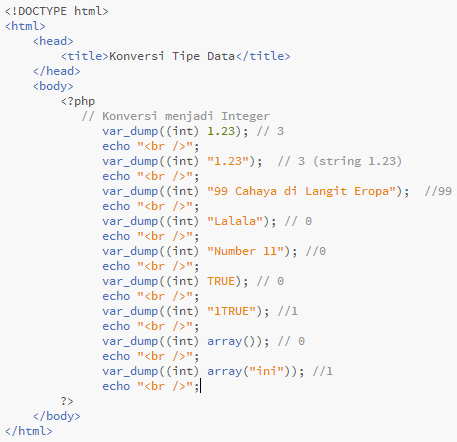 <!DOCTYPE html>
<html>
    <head>
        <title>Konversi Tipe Data</title>
    </head>
    <body>
        <?php
           // Konversi menjadi Integer
              var_dump((int) 1.23); // 3
              echo "<br />";
              var_dump((int) "1.23");  // 3 (string 1.23)
              echo "<br />";
              var_dump((int) "99 Cahaya di Langit Eropa");  //99
              echo "<br />";
              var_dump((int) "Lalala"); // 0
              echo "<br />";
              var_dump((int) "Number 11"); //0
              echo "<br />";
              var_dump((int) TRUE); // 0
              echo "<br />";
              var_dump((int) "1TRUE"); //1
              echo "<br />";
              var_dump((int) array()); // 0
              echo "<br />";
              var_dump((int) array("ini")); //1
              echo "<br />";
        ?>
    </body>
</html>